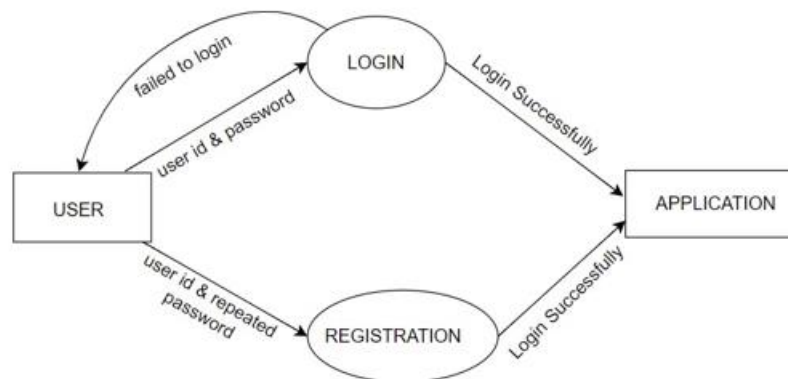 failed to login
LOGIN
user id & password
Login Successfully
USER
APPLICATION
user id & repeated
password
REGISTRATION
Login Successfully